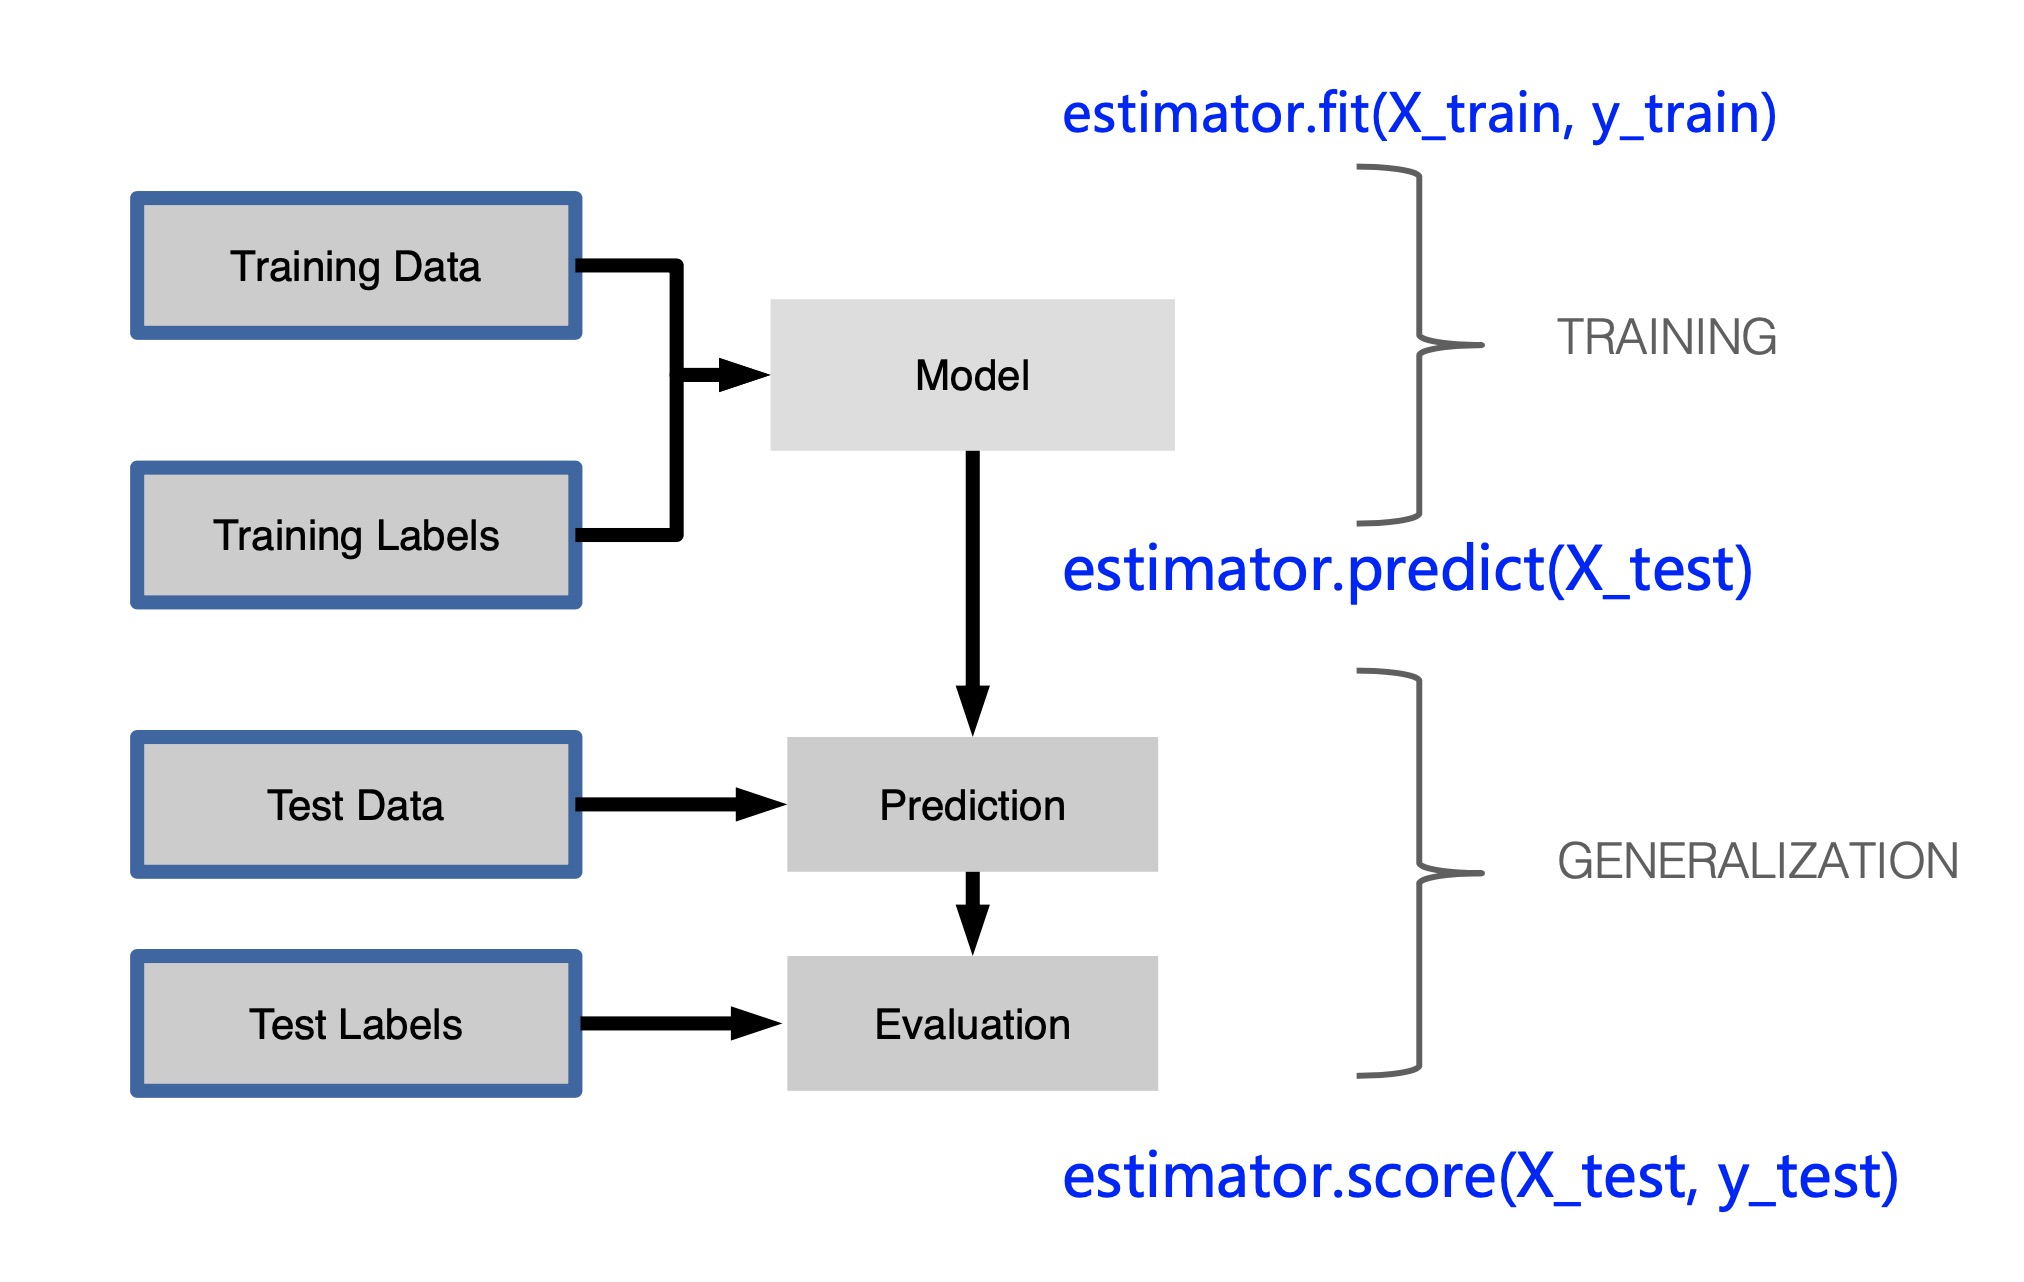 estimator.fit(X_train, y_train)
Training Data
Model
TRAINING
Training Labels
estimator.predict(X_test)
Test Data
Prediction
GENERALIZATION
Test Labels
Evaluation
estimator.score(X_test, y_test)